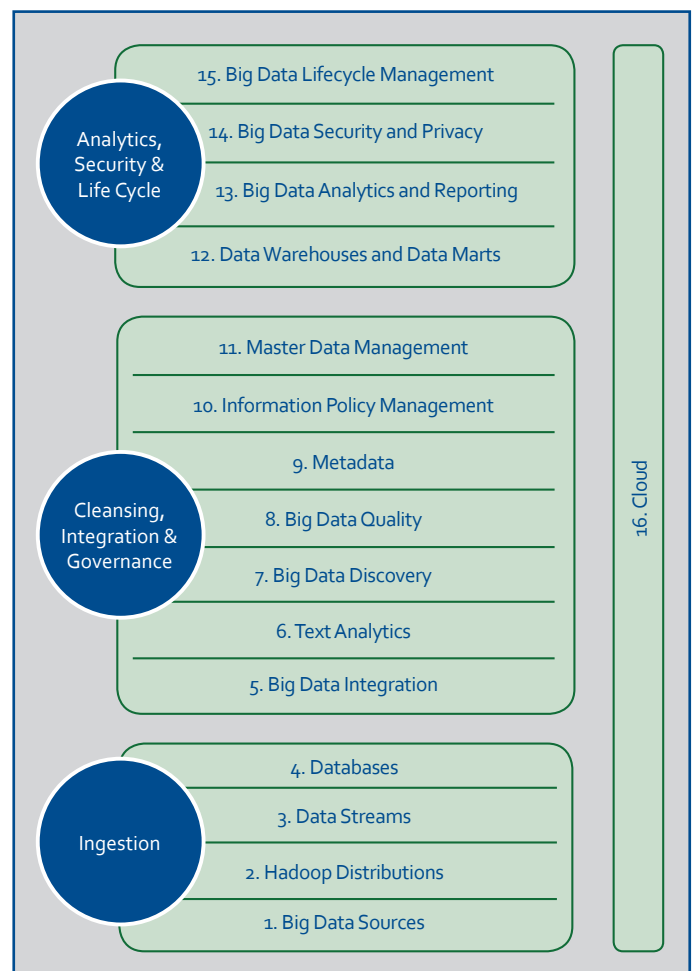 Analytics,
Security &
Life Cycle
15. Big Data Lifecycle Management
14. Big Data Security and Privacy
13. Big Data Analytics and Reporting
12. Data Warehouses and Data Marts
Cleansing,
Integration &
Governance
11. Master Data Management
10. Information Policy Management
9. Metadata
8. Big Data Quality
7. Big Data Discovery
6. Text Analytics
5. Big Data Integration
Ingestion
4. Databases
3. Data Streams
2. Hadoop Distributions
1. Big Data Sources
16. Cloud